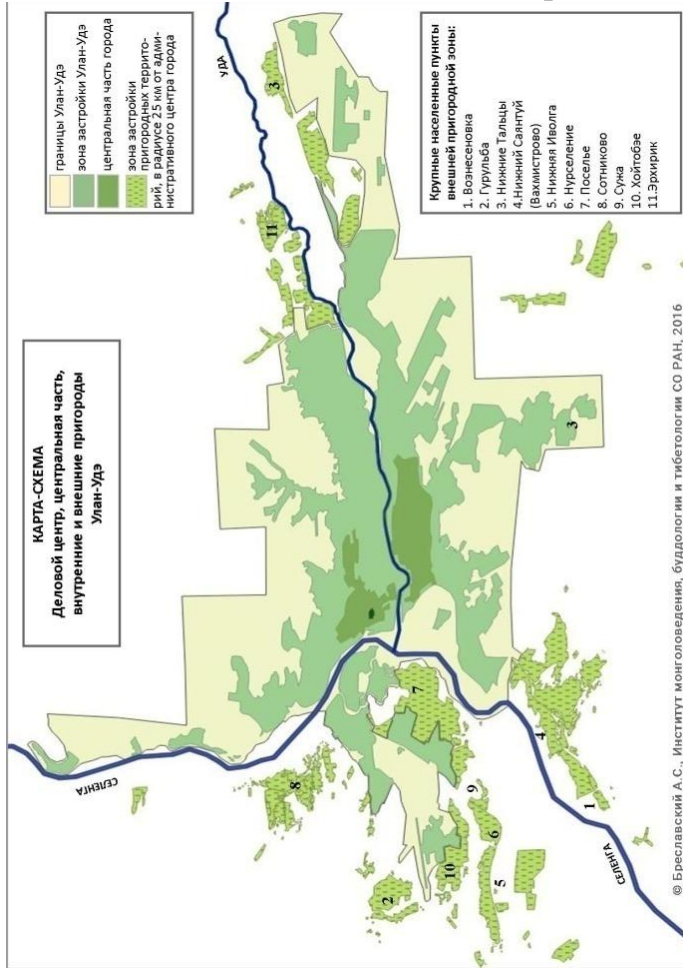 КАРТА-СХЕМА
Деловой центр, центральная часть,
внутренние и внешние пригороды
Улан-Удэ
границы Улан-Удэ
зона застройки Улан-Удэ
центральная часть города
зона застройки
пригородных террито-
рий, в радиусе 25 км от адми-
нистративного центра города
Крупные населенные пункты
внешней пригородной зоны:
1. Вознесеновка
2. Гурульба
3. Нижние Тальцы
4.Нижний Саянтуй
(Вахмистрово)
5. Нижняя Иволга
6. Нурселение
7. Поселье
8. Сотниково
9. Сужа
10. Хойтобэе
11.Эрхирик
СЕЛЕНГА
УДА
3
11
8
7
3
2
10
9
6
5
4
1
СЕЛЕНГА
© Бреславский А.С., Институт монголоведения, буддологии и тибетологии СО РАН, 2016